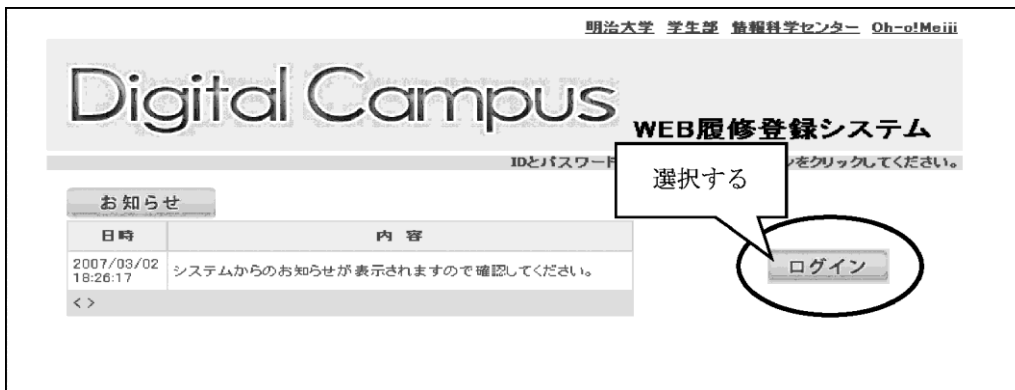 明治大学 学生部 情報科学センター Oh-o!Meiji
Digital Campus
WEB履修登録システム
IDとパスワード をクリックしてください。
選択する
お知らせ
日時 内容
2007/03/02 18:26:17 システムからのお知らせが表示されますので確認してください。
< >
ログイン